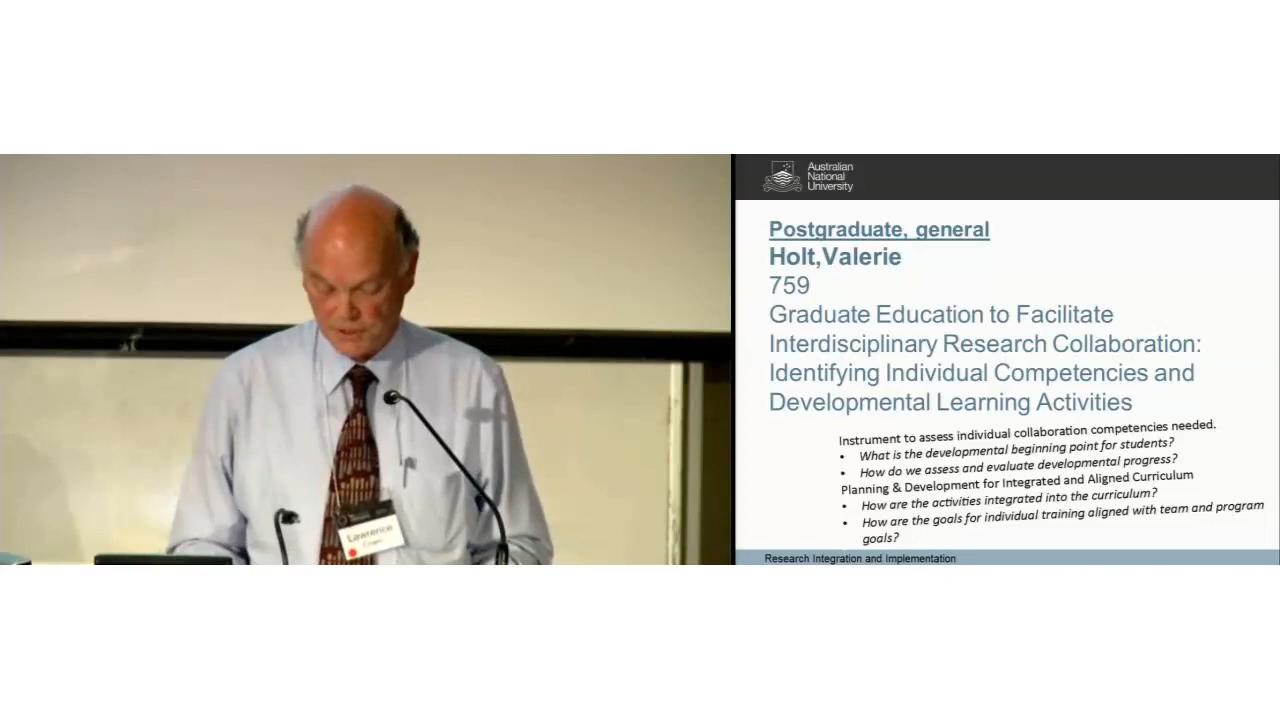 Lawrence
Australian
National
University
Postgraduate, general
Holt,Valerie
759
Graduate Education to Facilitate
Interdisciplinary Research Collaboration:
Identifying Individual Competencies and
Developmental Learning Activities
Instrument to assess individual collaboration competencies needed.
• What is the developmental beginning point for students?
• How do we assess and evaluate developmental progress?
Planning & Development for Integrated and Aligned Curriculum
• How are the activities integrated into the curriculum?
• How are the goals for individual training aligned with team and program
goals?
Research Integration and Implementation